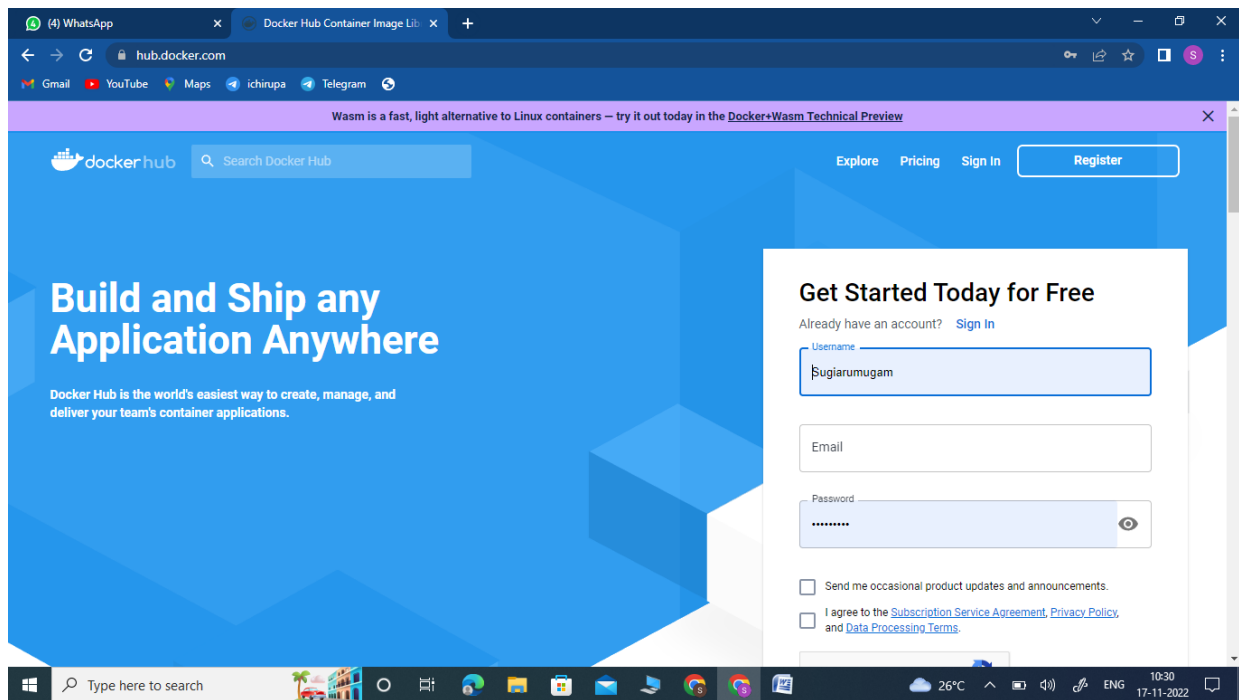 (4) WhatsApp
Docker Hub Container Image Lib
hub.docker.com
S
Gmail
YouTube
Maps
ichirupa
Telegram
Wasm is a fast, light alternative to Linux containers — try it out today in the Docker+Wasm Technical Preview
dockerhub
Search Docker Hub
Explore
Pricing
Sign In
Register
Build and Ship any
Application Anywhere
Docker Hub is the world's easiest way to create, manage, and
deliver your team's container applications.
Get Started Today for Free
Already have an account? Sign In
Username
Sugiarumugam
Email
Password
•••••••••
Send me occasional product updates and announcements.
I agree to the Subscription Service Agreement, Privacy Policy,
and Data Processing Terms.
Type here to search
26°C
ENG
10:30
17-11-2022